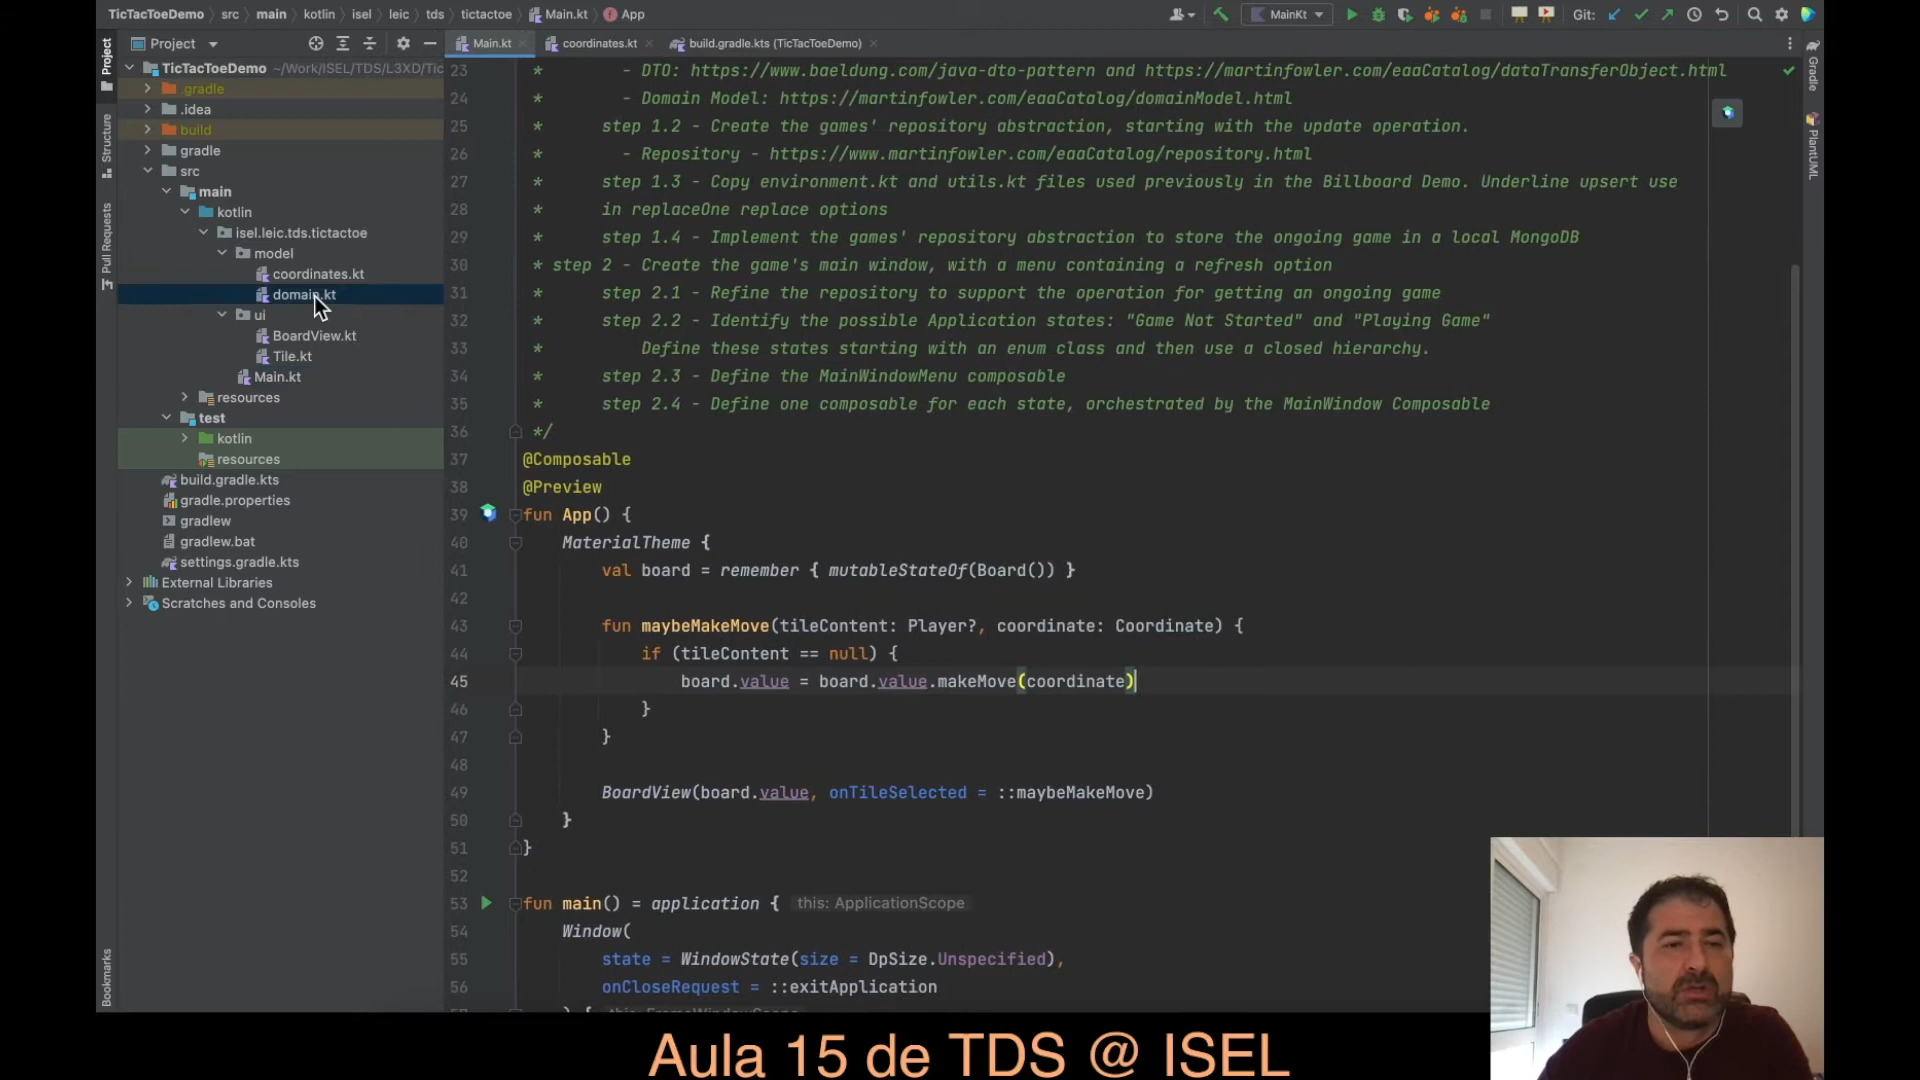 TicTacToeDemo › src › main › kotlin › isel › leic › tds › tictactoe › Main.kt › App
MainKt
Git:
Project
Main.kt
coordinates.kt
build.gradle.kts (TicTacToeDemo)
Project
Structure
Pull Requests
Bookmarks
Gradle
PlantUML
TicTacToeDemo ~/Work/ISEL/TDS/L3XD/Tic
.gradle
.idea
build
gradle
src
main
kotlin
isel.leic.tds.tictactoe
model
coordinates.kt
domain.kt
ui
BoardView.kt
Tile.kt
Main.kt
resources
test
kotlin
resources
build.gradle.kts
gradle.properties
gradlew
gradlew.bat
settings.gradle.kts
External Libraries
Scratches and Consoles
23 * - DTO: https://www.baeldung.com/java-dto-pattern and https://martinfowler.com/eaaCatalog/dataTransferObject.html
24 * - Domain Model: https://martinfowler.com/eaaCatalog/domainModel.html
25 * step 1.2 - Create the games' repository abstraction, starting with the update operation.
26 * - Repository - https://www.martinfowler.com/eaaCatalog/repository.html
27 * step 1.3 - Copy environment.kt and utils.kt files used previously in the Billboard Demo. Underline upsert use
28 * in replaceOne replace options
29 * step 1.4 - Implement the games' repository abstraction to store the ongoing game in a local MongoDB
30 * step 2 - Create the game's main window, with a menu containing a refresh option
31 * step 2.1 - Refine the repository to support the operation for getting an ongoing game
32 * step 2.2 - Identify the possible Application states: "Game Not Started" and "Playing Game"
33 * Define these states starting with an enum class and then use a closed hierarchy.
34 * step 2.3 - Define the MainWindowMenu composable
35 * step 2.4 - Define one composable for each state, orchestrated by the MainWindow Composable
36 */
37 @Composable
38 @Preview
39 fun App() {
40 MaterialTheme {
41 val board = remember { mutableStateOf(Board()) }
42
43 fun maybeMakeMove(tileContent: Player?, coordinate: Coordinate) {
44 if (tileContent == null) {
45 board.value = board.value.makeMove(coordinate)
46 }
47 }
48
49 BoardView(board.value, onTileSelected = ::maybeMakeMove)
50 }
51 }
52
53 fun main() = application { this: ApplicationScope
54 Window(
55 state = WindowState(size = DpSize.Unspecified),
56 onCloseRequest = ::exitApplication
Aula 15 de TDS @ ISEL